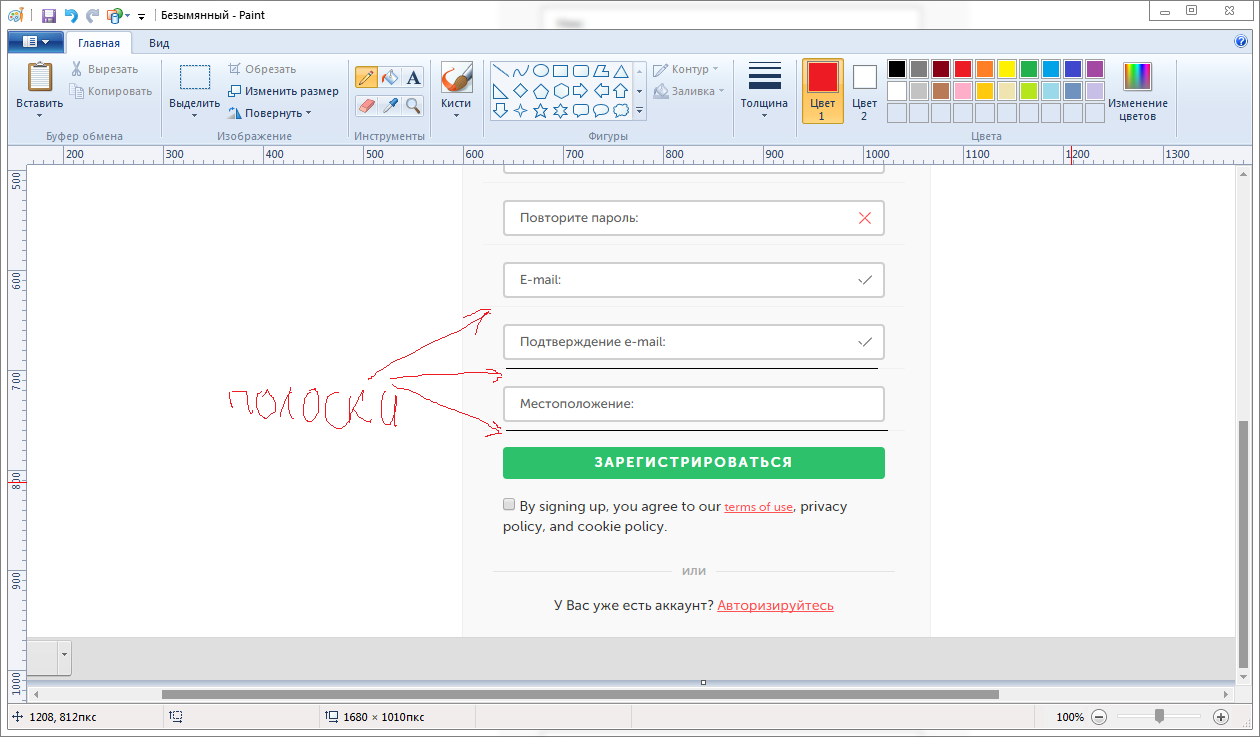 Безымянный - Paint
Главная
Вид
Вставить
Вырезать
Копировать
Буфер обмена
Выделить
Обрезать
Изменить размер
Повернуть
Изображение
A
Инструменты
Кисти
Контур
Заливка
Фигуры
Толщина
Цвет 1
Цвет 2
Изменение цветов
Цвета
200 300 400 500 600 700 800 900 1000 1100 1200 1300
500
600
700
800
900
1000
Повторите пароль:
E-mail:
Подтверждение e-mail:
полоски
Местоположение:
ЗАРЕГИСТРИРОВАТЬСЯ
By signing up, you agree to our terms of use, privacy
policy, and cookie policy.
или
У Вас уже есть аккаунт? Авторизируйтесь
1208, 812пкс
1680 × 1010пкс
100%